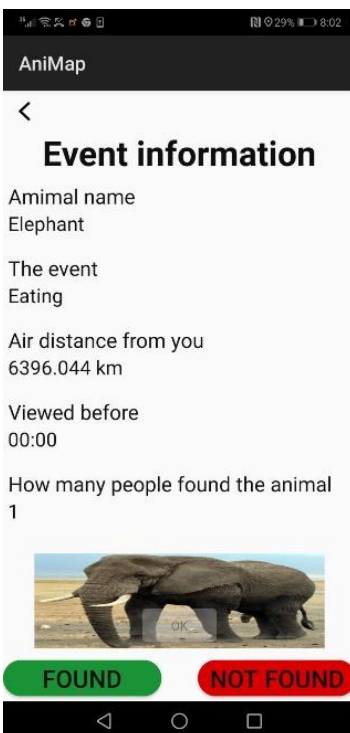 29% 8:02
AniMap
Event information
Amimal name
Elephant
The event
Eating
Air distance from you
6396.044 km
Viewed before
00:00
How many people found the animal
1
OK
FOUND
NOT FOUND